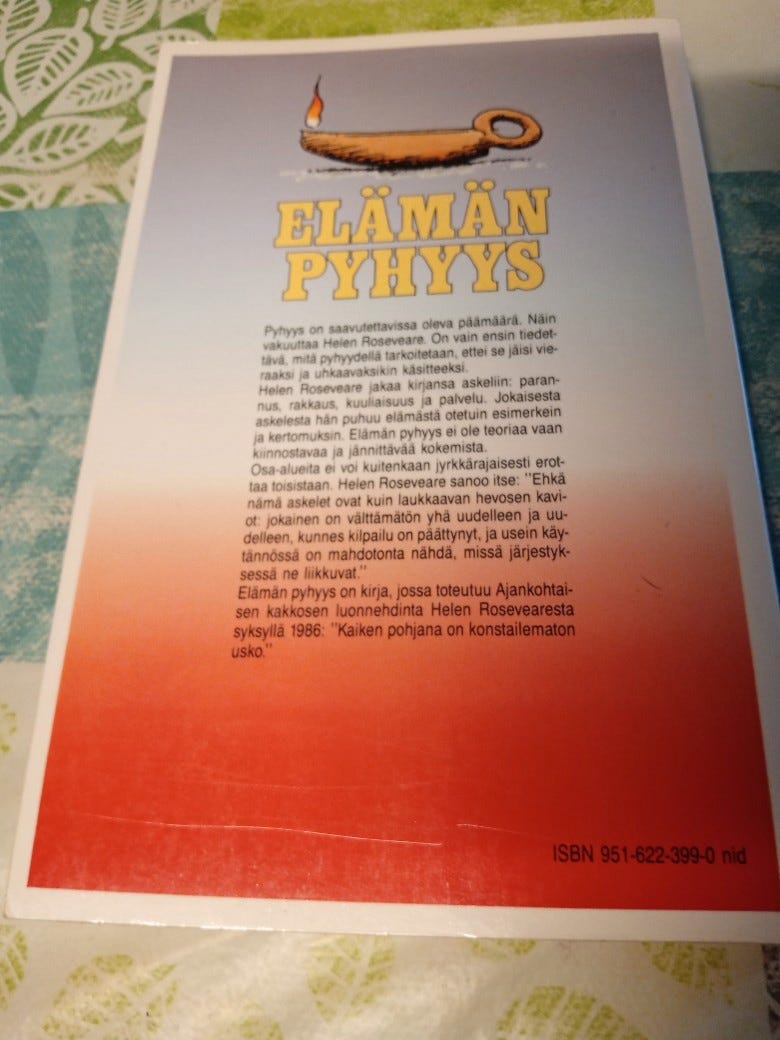 ELÄMÄN
PYHYYS
Pyhyys on saavutettavissa oleva päämäärä. Näin
vakuuttaa Helen Roseveare. On vain ensin tiedet-
tävä, mitä pyhyydellä tarkoitetaan, ettei se jäisi vie-
raaksi ja uhkaavaksikin käsitteeksi.
Helen Roseveare jakaa kirjansa askeliin: paran-
nus, rakkaus, kuuliaisuus ja palvelu. Jokaisesta
askelesta hän puhuu elämästä otetuin esimerkein
ja kertomuksin. Elämän pyhyys ei ole teoriaa vaan
kiinnostavaa ja jännittävää kokemista.
Osa-alueita ei voi kuitenkaan jyrkkärajaisesti erot-
taa toisistaan. Helen Roseveare sanoo itse: "Ehkä
nämä askelet ovat kuin laukkaavan hevosen kavi-
ot: jokainen on välttämätön yhä uudelleen ja uu-
delleen, kunnes kilpailu on päättynyt, ja usein käy-
tännössä on mahdotonta nähdä, missä järjestyk-
sessä ne liikkuvat."
Elämän pyhyys on kirja, jossa toteutuu Ajankohtai-
sen kakkosen luonnehdinta Helen Rosevearesta
syksyllä 1986: "Kaiken pohjana on konstailematon
usko."
ISBN 951-622-399-0 nid